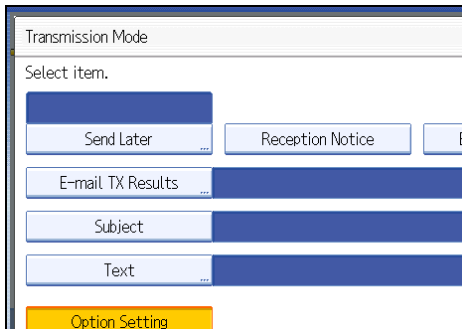 Transmission Mode
Select item.
Send Later
Reception Notice
E-mail TX Results
Subject
Text
Option Setting